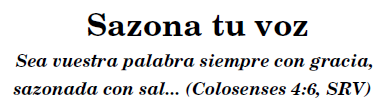 Sazona tu voz
Sea vuestra palabra siempre con gracia,
sazonada con sal... (Colosenses 4:6, SRV)